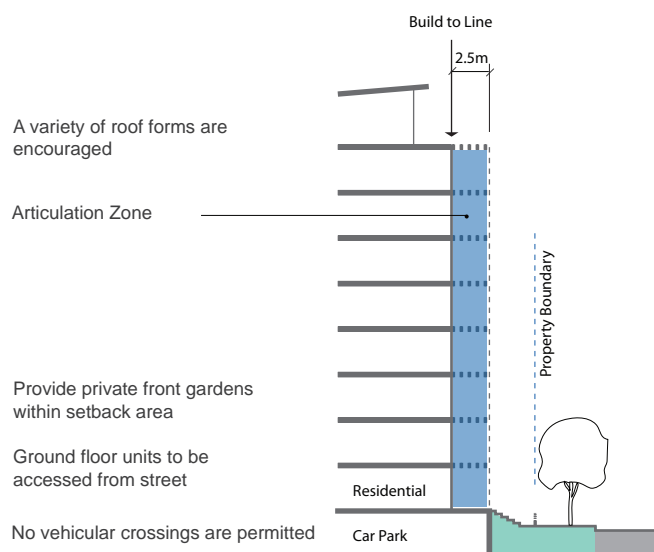 Build to Line
2.5m
A variety of roof forms are
encouraged
Articulation Zone
Property Boundary
Provide private front gardens
within setback area
Ground floor units to be
accessed from street
Residential
No vehicular crossings are permitted
Car Park